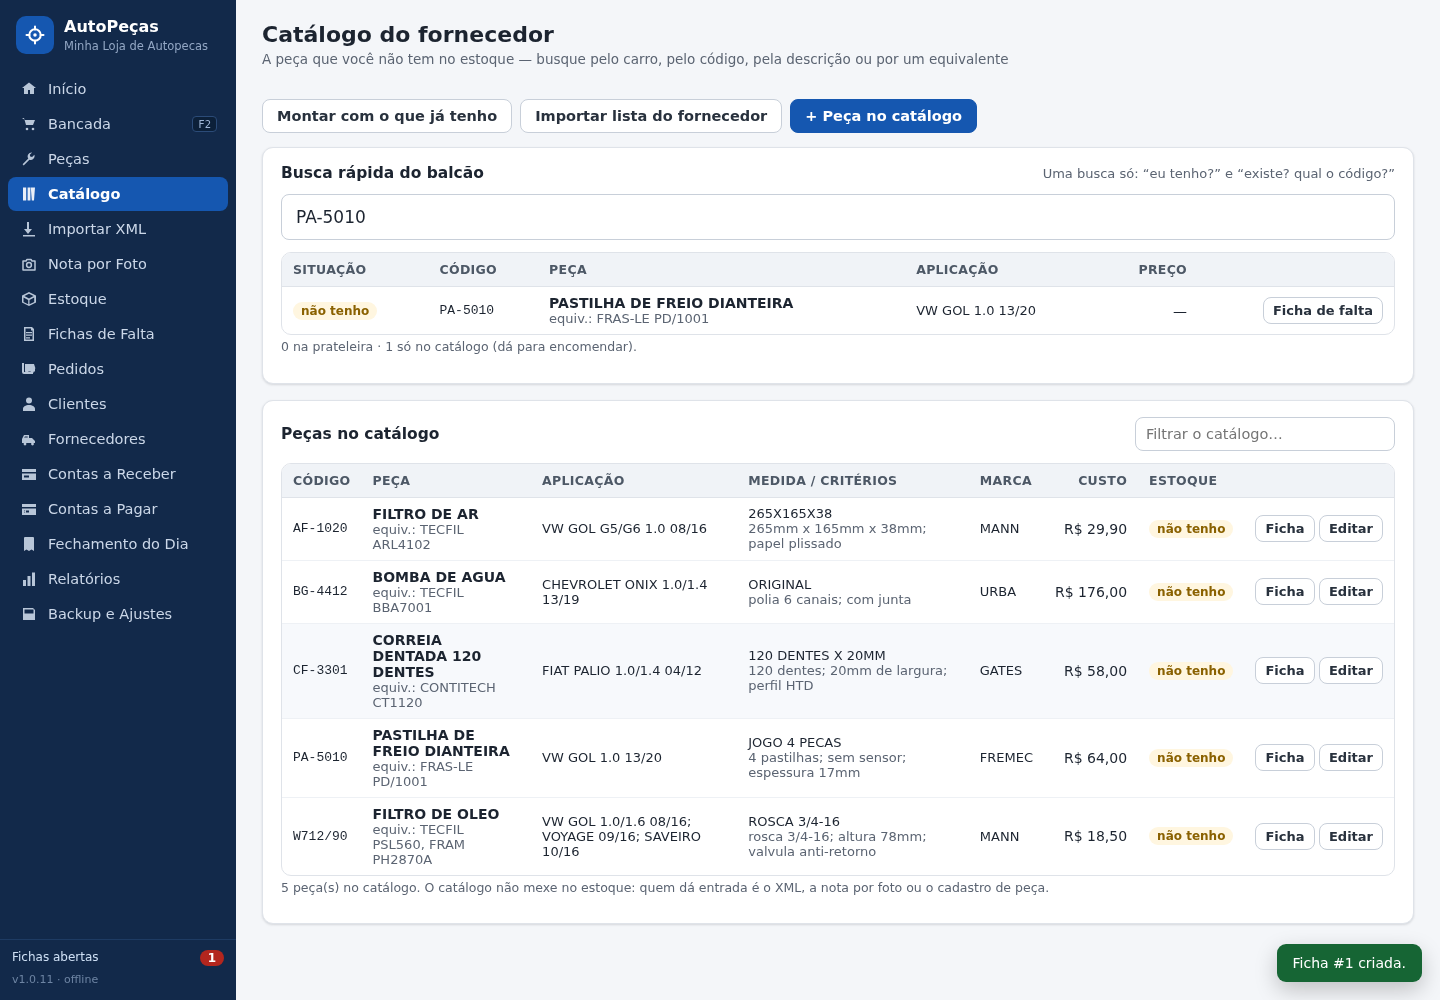 AutoPeças
Minha Loja de Autopecas
Início
Bancada F2
Peças
Catálogo
Importar XML
Nota por Foto
Estoque
Fichas de Falta
Pedidos
Clientes
Fornecedores
Contas a Receber
Contas a Pagar
Fechamento do Dia
Relatórios
Backup e Ajustes
Fichas abertas 1
v1.0.11 · offline
Catálogo do fornecedor
A peça que você não tem no estoque — busque pelo carro, pelo código, pela descrição ou por um equivalente
Montar com o que já tenho Importar lista do fornecedor + Peça no catálogo
Busca rápida do balcão Uma busca só: “eu tenho?” e “existe? qual o código?”
PA-5010
SITUAÇÃO CÓDIGO PEÇA APLICAÇÃO PREÇO
não tenho PA-5010 PASTILHA DE FREIO DIANTEIRA VW GOL 1.0 13/20 — Ficha de falta
equiv.: FRAS-LE PD/1001
0 na prateleira · 1 só no catálogo (dá para encomendar).
Peças no catálogo Filtrar o catálogo...
CÓDIGO PEÇA APLICAÇÃO MEDIDA / CRITÉRIOS MARCA CUSTO ESTOQUE
AF-1020 FILTRO DE AR VW GOL G5/G6 1.0 08/16 265X165X38 MANN R$ 29,90 não tenho Ficha Editar
equiv.: TECFIL 265mm x 165mm x 38mm;
ARL4102 papel plissado
BG-4412 BOMBA DE AGUA CHEVROLET ONIX 1.0/1.4 ORIGINAL URBA R$ 176,00 não tenho Ficha Editar
equiv.: TECFIL 13/19 polia 6 canais; com junta
BBA7001
CORREIA
DENTADA 120 120 DENTES X 20MM
CF-3301 DENTES FIAT PALIO 1.0/1.4 04/12 120 dentes; 20mm de largura; GATES R$ 58,00 não tenho Ficha Editar
equiv.: CONTITECH perfil HTD
CT1120
PASTILHA DE JOGO 4 PECAS
PA-5010 FREIO DIANTEIRA VW GOL 1.0 13/20 4 pastilhas; sem sensor; FREMEC R$ 64,00 não tenho Ficha Editar
equiv.: FRAS-LE espessura 17mm
PD/1001
FILTRO DE OLEO VW GOL 1.0/1.6 08/16; ROSCA 3/4-16
W712/90 equiv.: TECFIL VOYAGE 09/16; SAVEIRO rosca 3/4-16; altura 78mm; MANN R$ 18,50 não tenho Ficha Editar
PSL560, FRAM 10/16 valvula anti-retorno
PH2870A
5 peça(s) no catálogo. O catálogo não mexe no estoque: quem dá entrada é o XML, a nota por foto ou o cadastro de peça.
Ficha #1 criada.